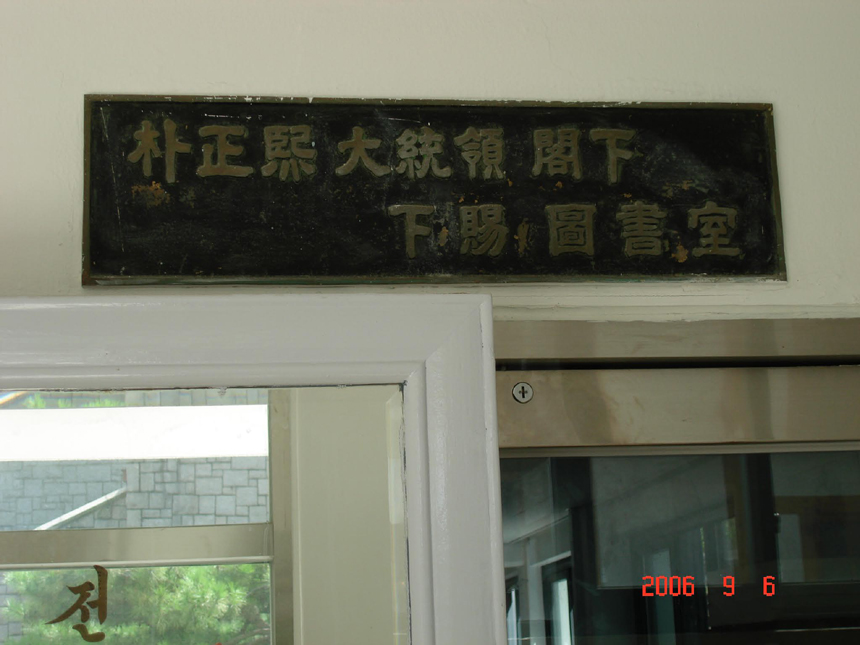 朴正熙 大統領 閣下
下賜 圖書室
전
2006 9 6